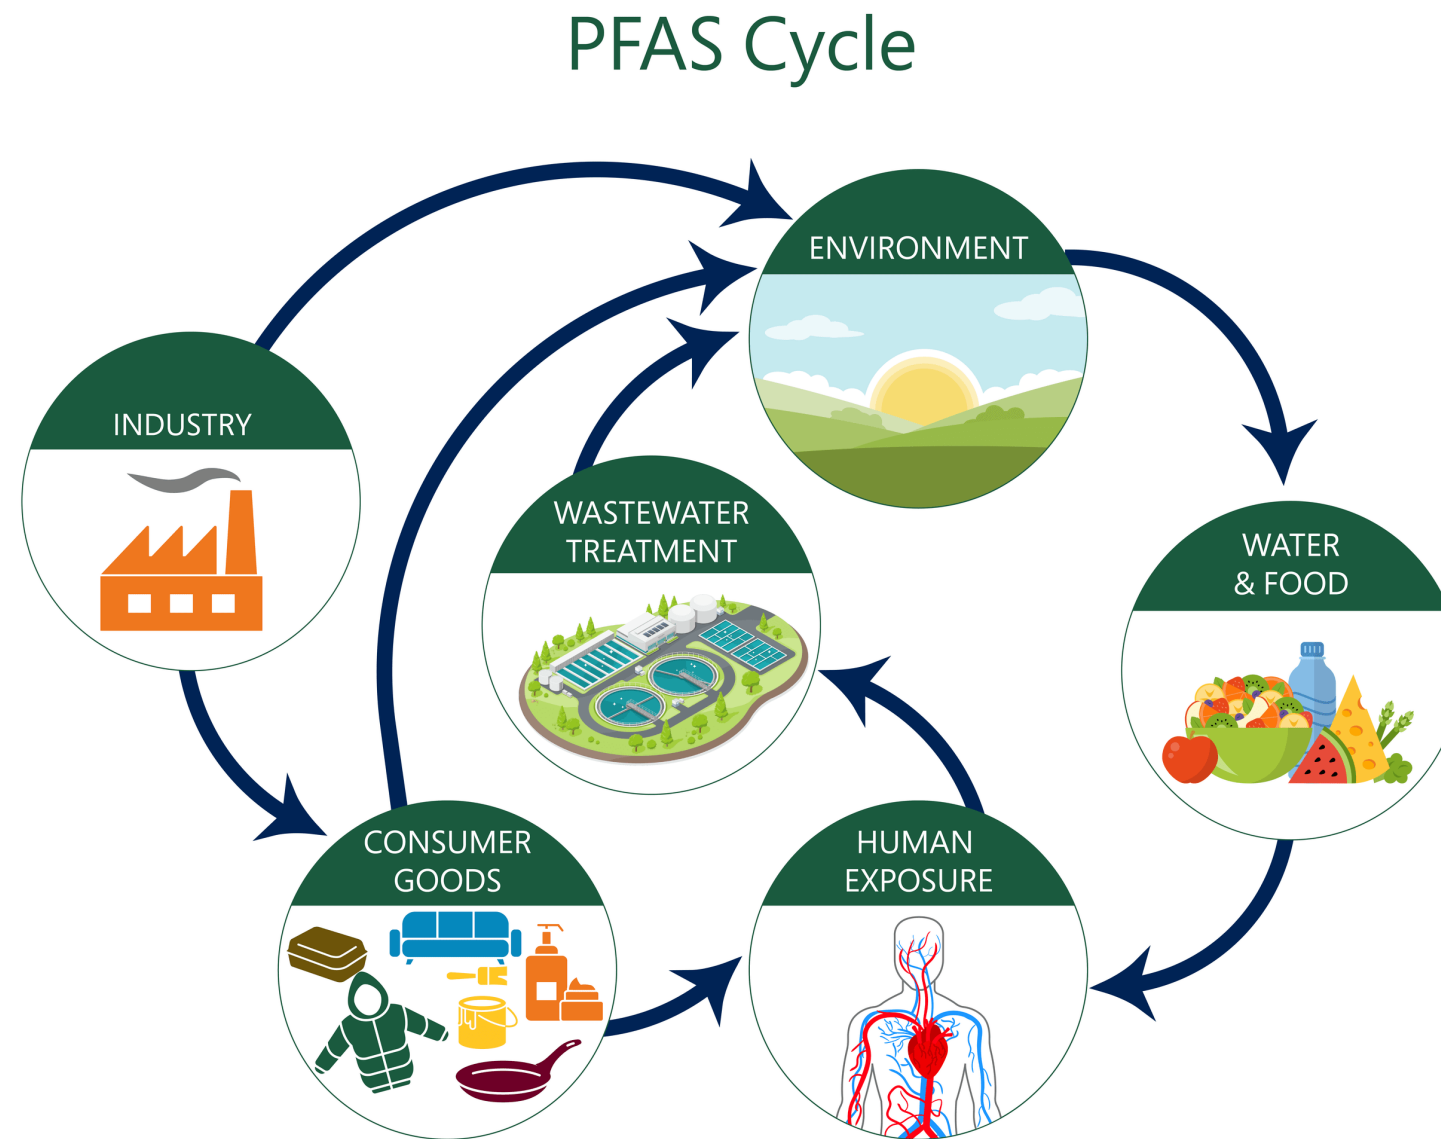 PFAS Cycle
ENVIRONMENT
INDUSTRY
WASTEWATER
TREATMENT
WATER
& FOOD
CONSUMER
GOODS
HUMAN
EXPOSURE